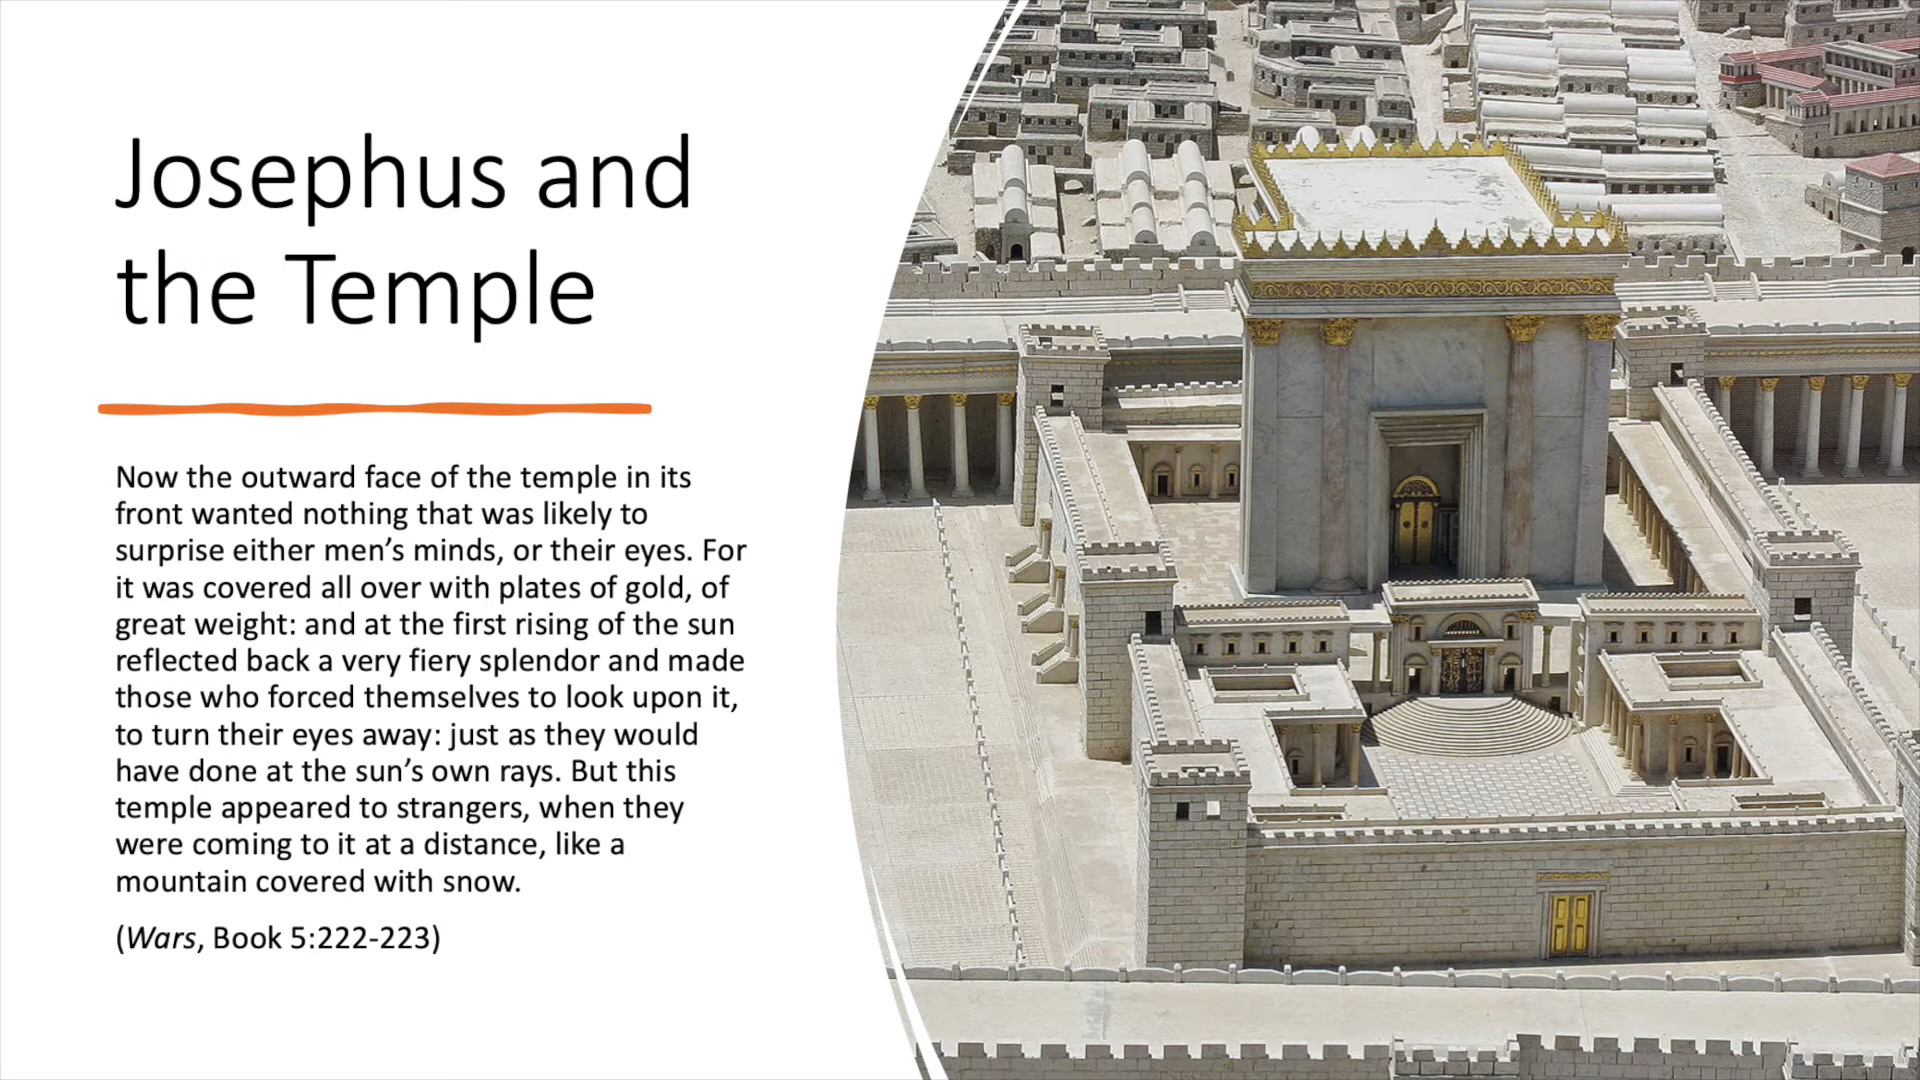 Josephus and
the Temple
Now the outward face of the temple in its
front wanted nothing that was likely to
surprise either men’s minds, or their eyes. For
it was covered all over with plates of gold, of
great weight: and at the first rising of the sun
reflected back a very fiery splendor and made
those who forced themselves to look upon it,
to turn their eyes away: just as they would
have done at the sun’s own rays. But this
temple appeared to strangers, when they
were coming to it at a distance, like a
mountain covered with snow.
(Wars, Book 5:222-223)